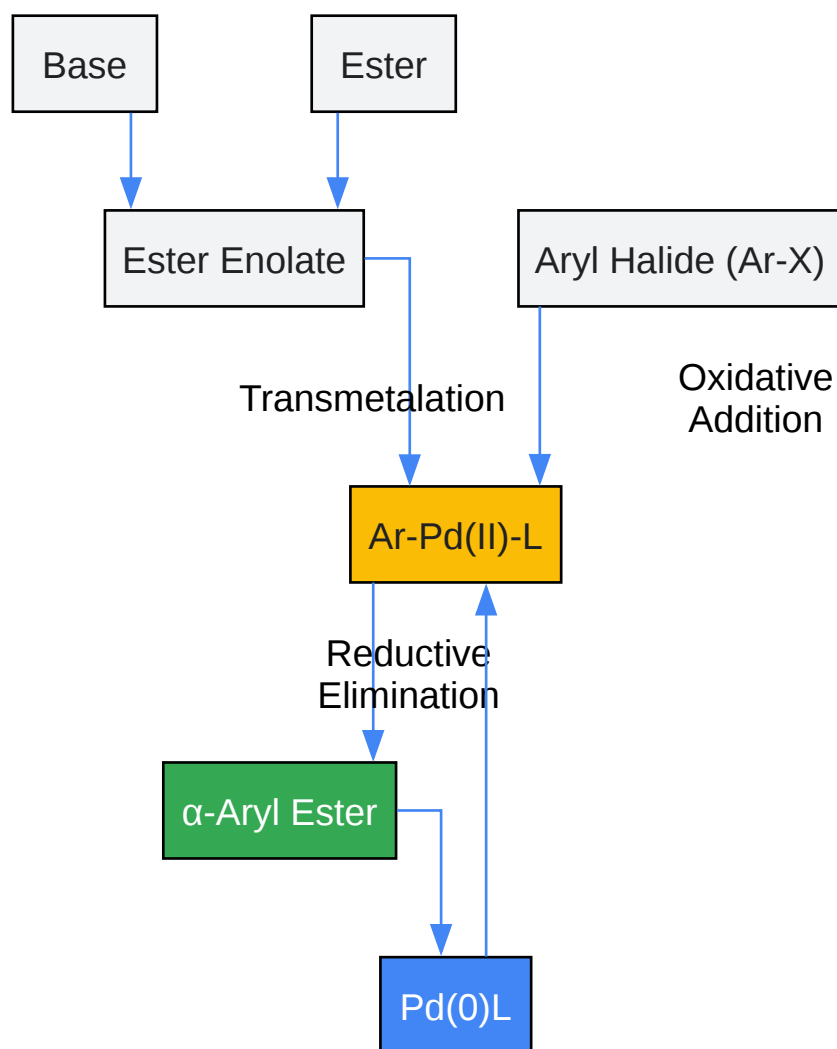 Base
Ester
Ester Enolate
Aryl Halide (Ar-X)
Transmetalation
Oxidative
Addition
Ar-Pd(II)-L
Reductive
Elimination
α-Aryl Ester
Pd(0)L